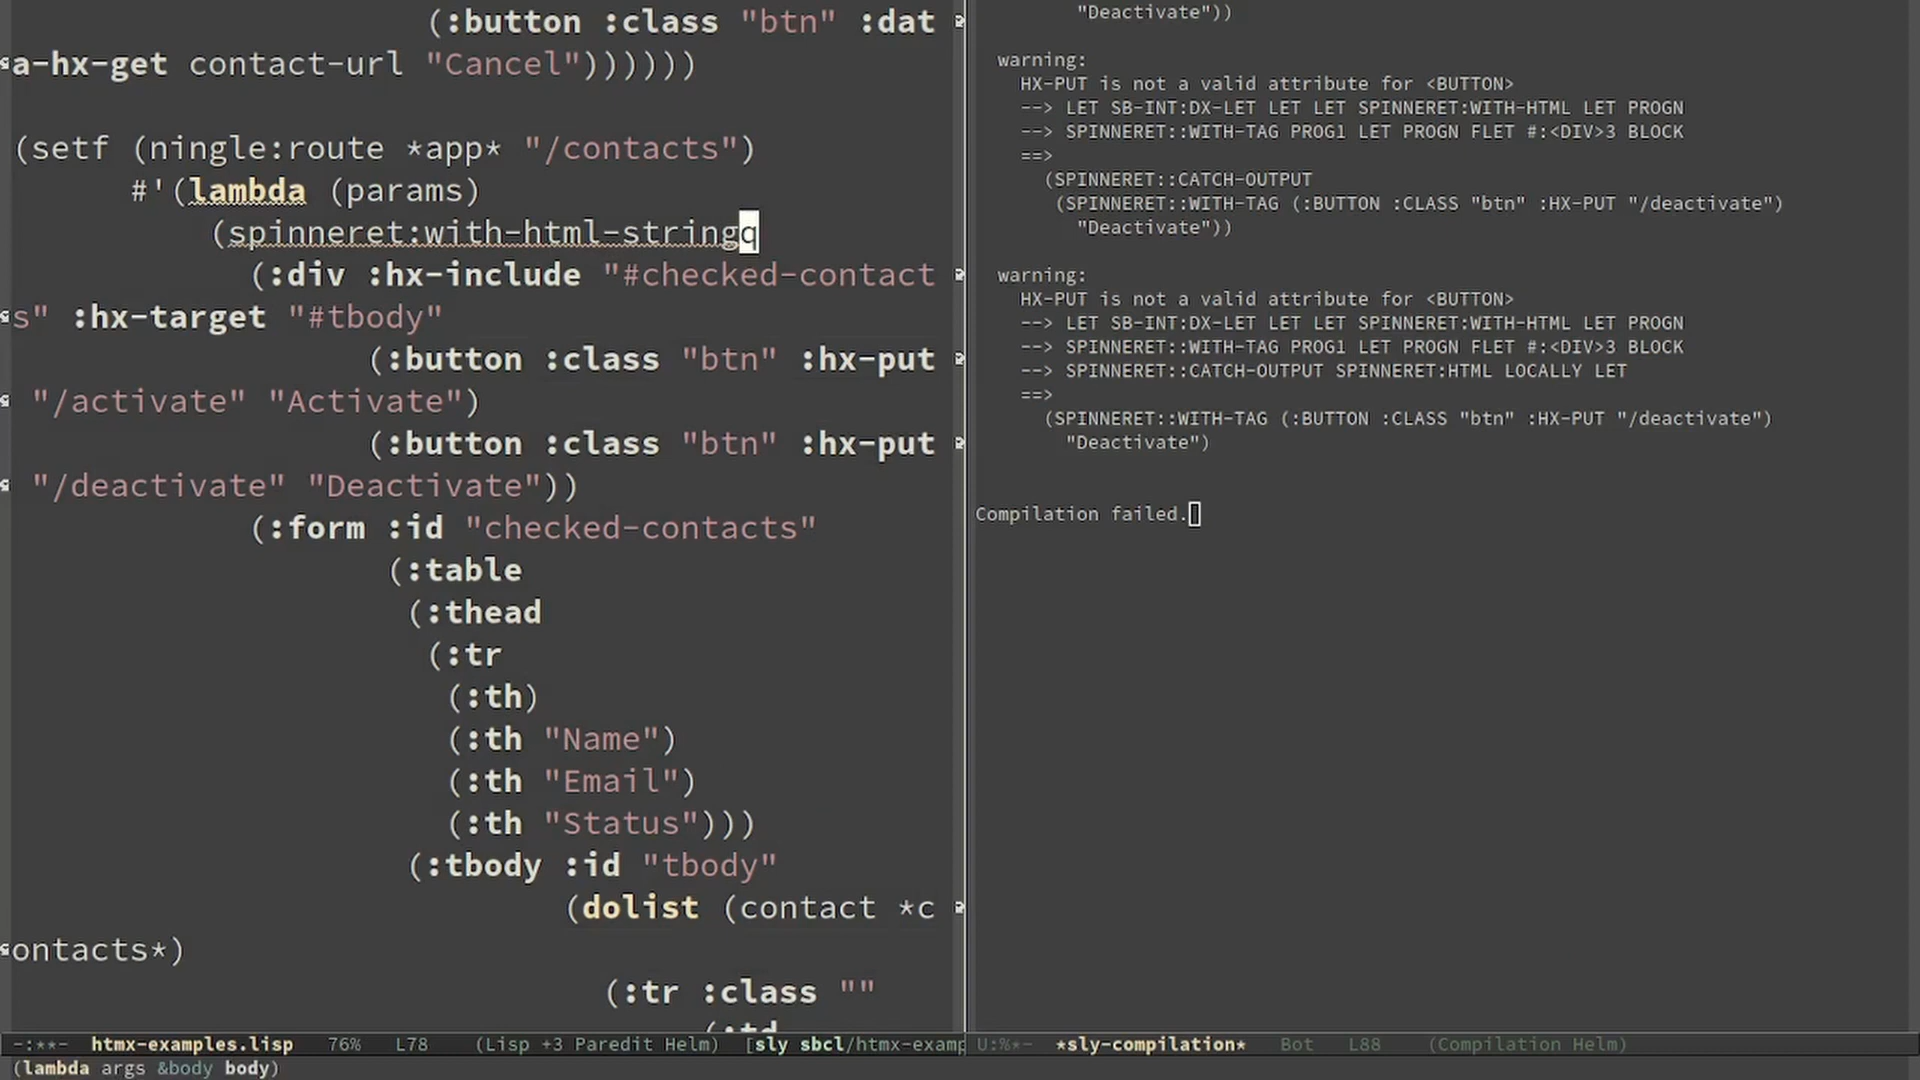 (:button :class "btn" :dat
a-hx-get contact-url "Cancel"))))))
(setf (ningle:route *app* "/contacts")
#'(lambda (params)
(spinneret:with-html-stringq
(:div :hx-include "#checked-contact
s" :hx-target "#tbody"
(:button :class "btn" :hx-put
"/activate" "Activate")
(:button :class "btn" :hx-put
"/deactivate" "Deactivate"))
(:form :id "checked-contacts"
(:table
(:thead
(:tr
(:th)
(:th "Name")
(:th "Email")
(:th "Status")))
(:tbody :id "tbody"
(dolist (contact *c
ontacts*)
(:tr :class ""
(:td
-:**- htmx-examples.lisp 76% L78 (Lisp +3 Paredit Helm) [sly sbcl/htmx-examp
(lambda args &body body)
"Deactivate"))
warning:
HX-PUT is not a valid attribute for <BUTTON>
--> LET SB-INT:DX-LET LET LET SPINNERET:WITH-HTML LET PROGN
--> SPINNERET::WITH-TAG PROG1 LET PROGN FLET #:<DIV>3 BLOCK
==>
(SPINNERET::CATCH-OUTPUT
(SPINNERET::WITH-TAG (:BUTTON :CLASS "btn" :HX-PUT "/deactivate")
"Deactivate"))
warning:
HX-PUT is not a valid attribute for <BUTTON>
--> LET SB-INT:DX-LET LET LET SPINNERET:WITH-HTML LET PROGN
--> SPINNERET::WITH-TAG PROG1 LET PROGN FLET #:<DIV>3 BLOCK
--> SPINNERET::CATCH-OUTPUT SPINNERET:HTML LOCALLY LET
==>
(SPINNERET::WITH-TAG (:BUTTON :CLASS "btn" :HX-PUT "/deactivate")
"Deactivate")
Compilation failed.
U:%*- *sly-compilation* Bot L88 (Compilation Helm)